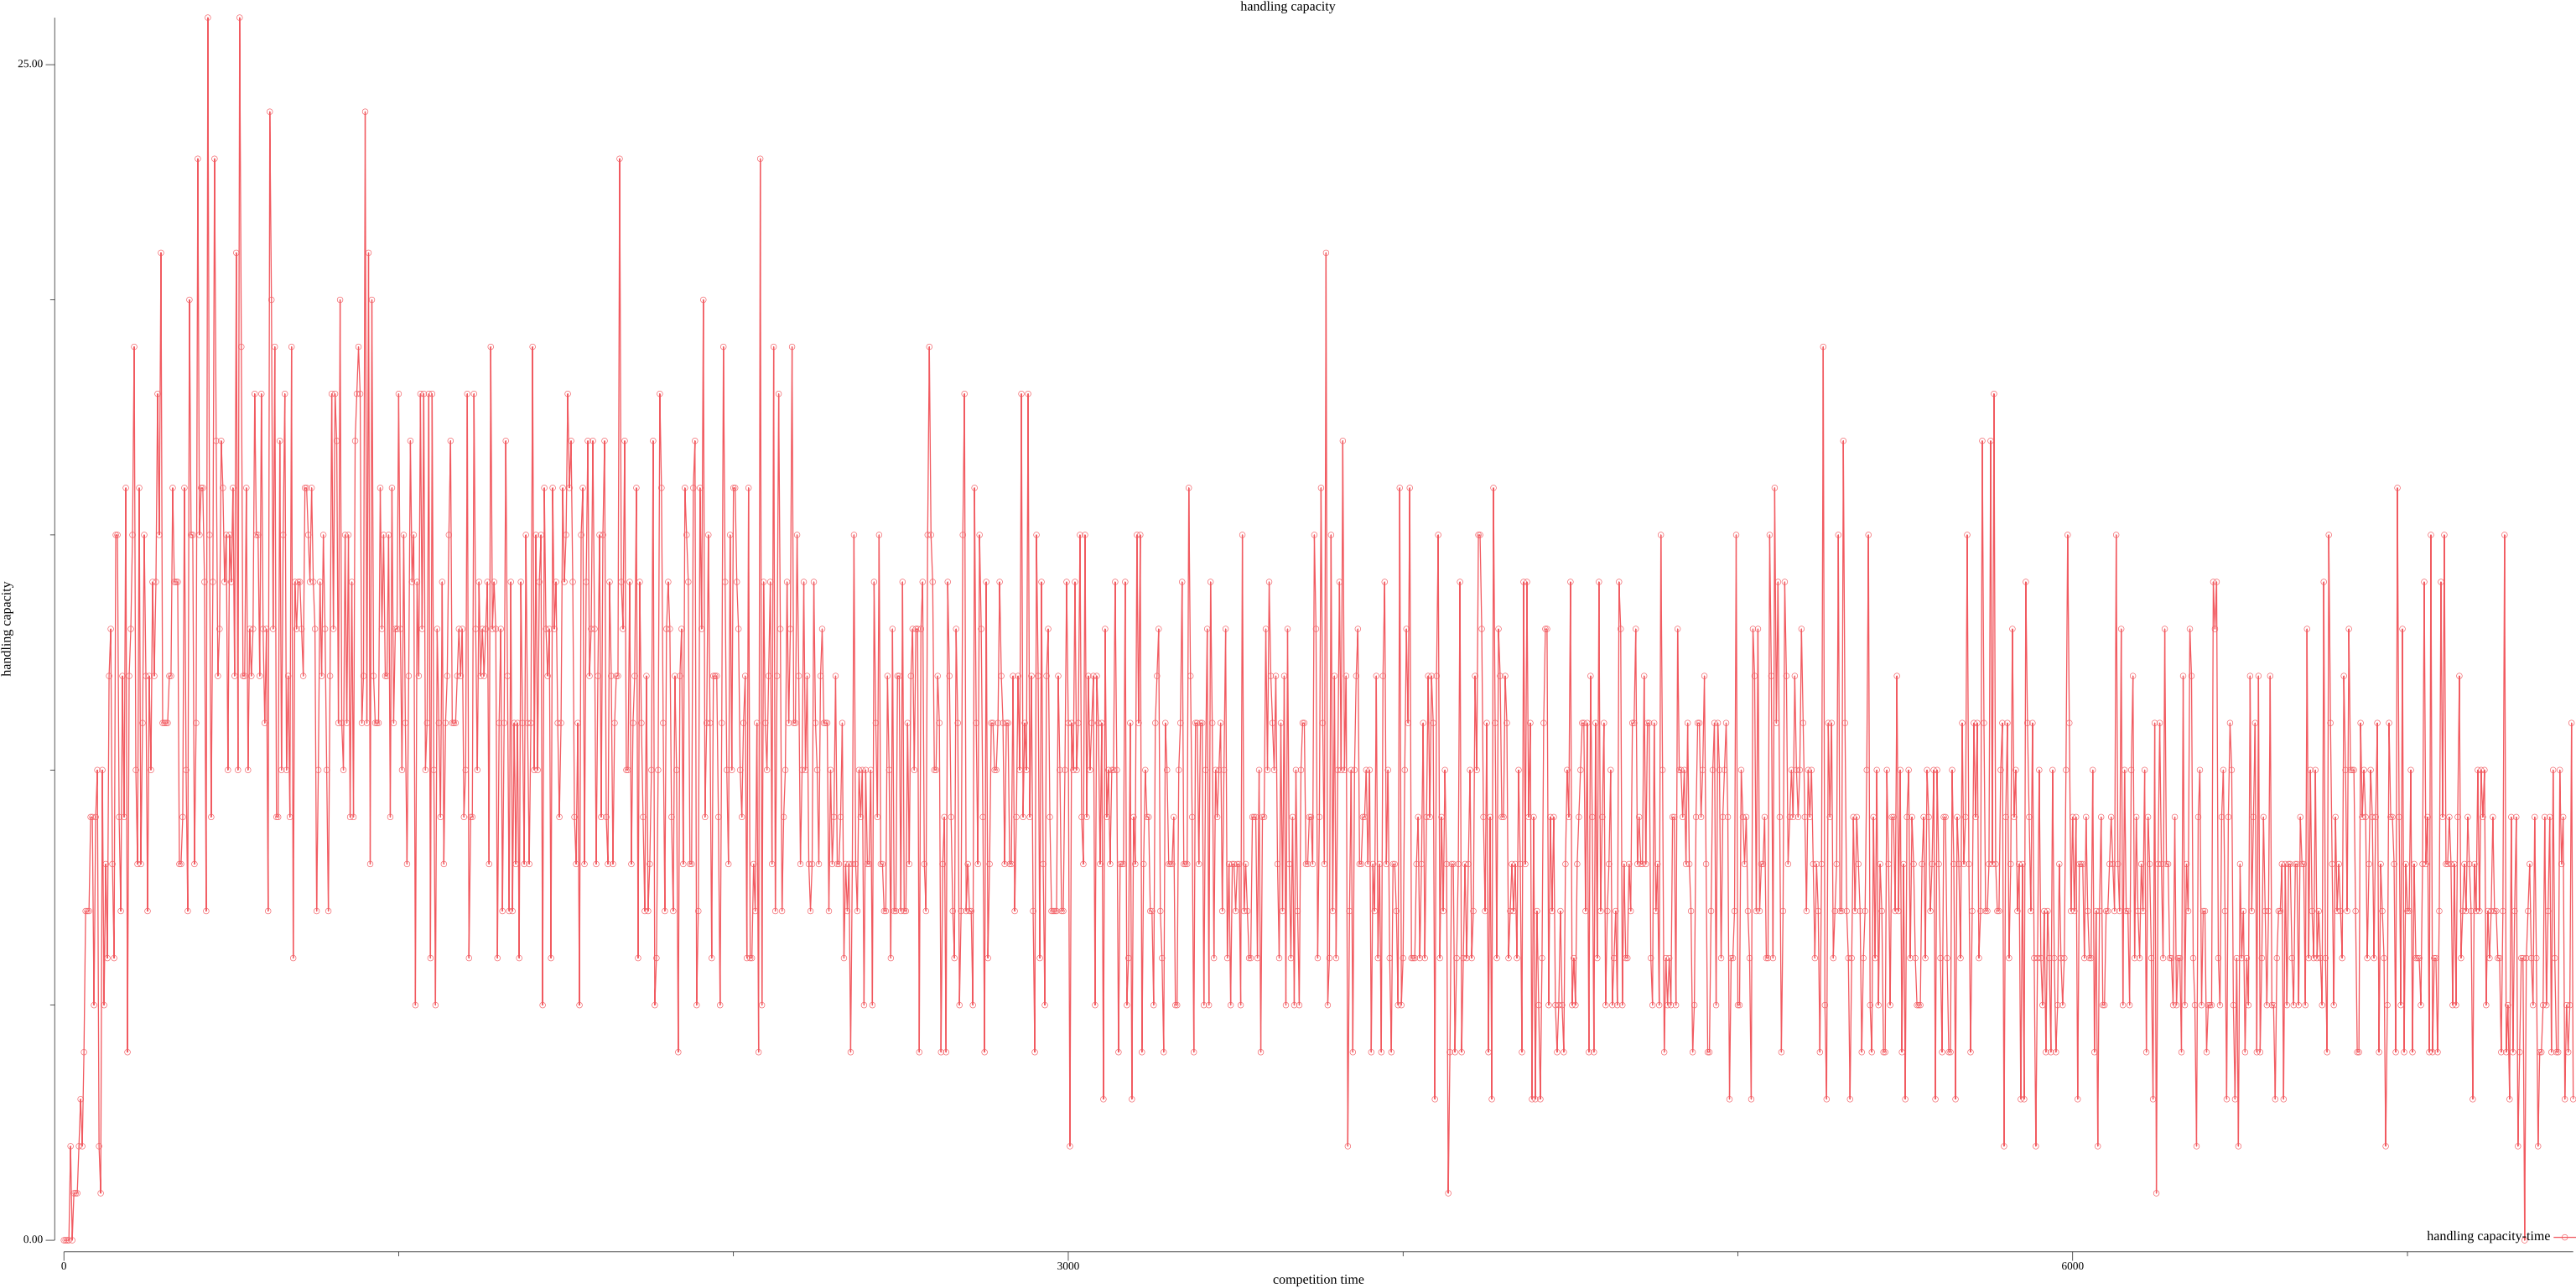 handling capacity
25.00
handling capacity
0.00
handling capacity-time
0
3000
6000
competition time